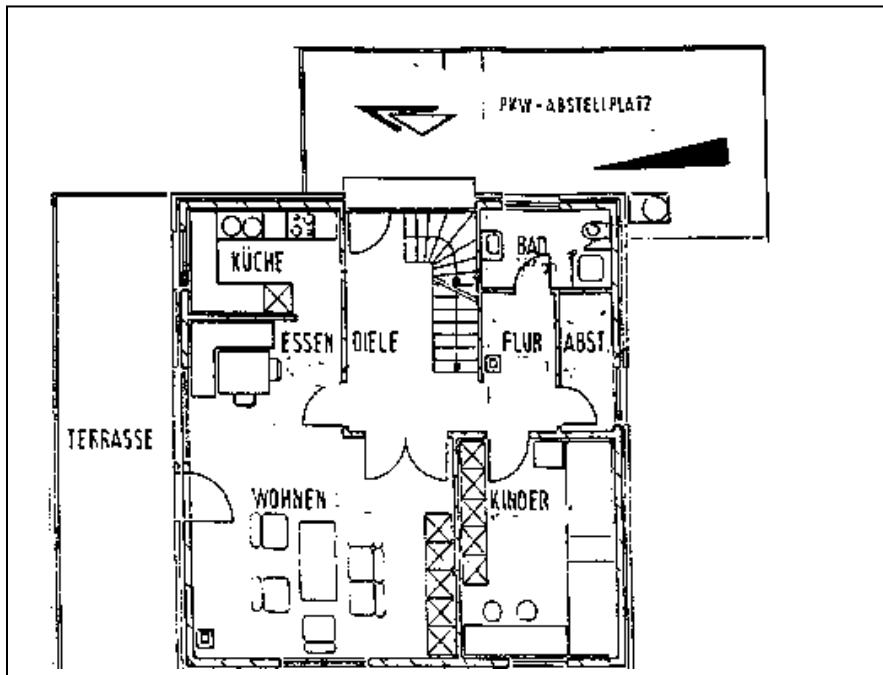 PKW-ABSTELLPLATZ
KÜCHE
BAD
ESSEN
DIELE
FLUR
ABST.
TERRASSE
WOHNEN
KINDER